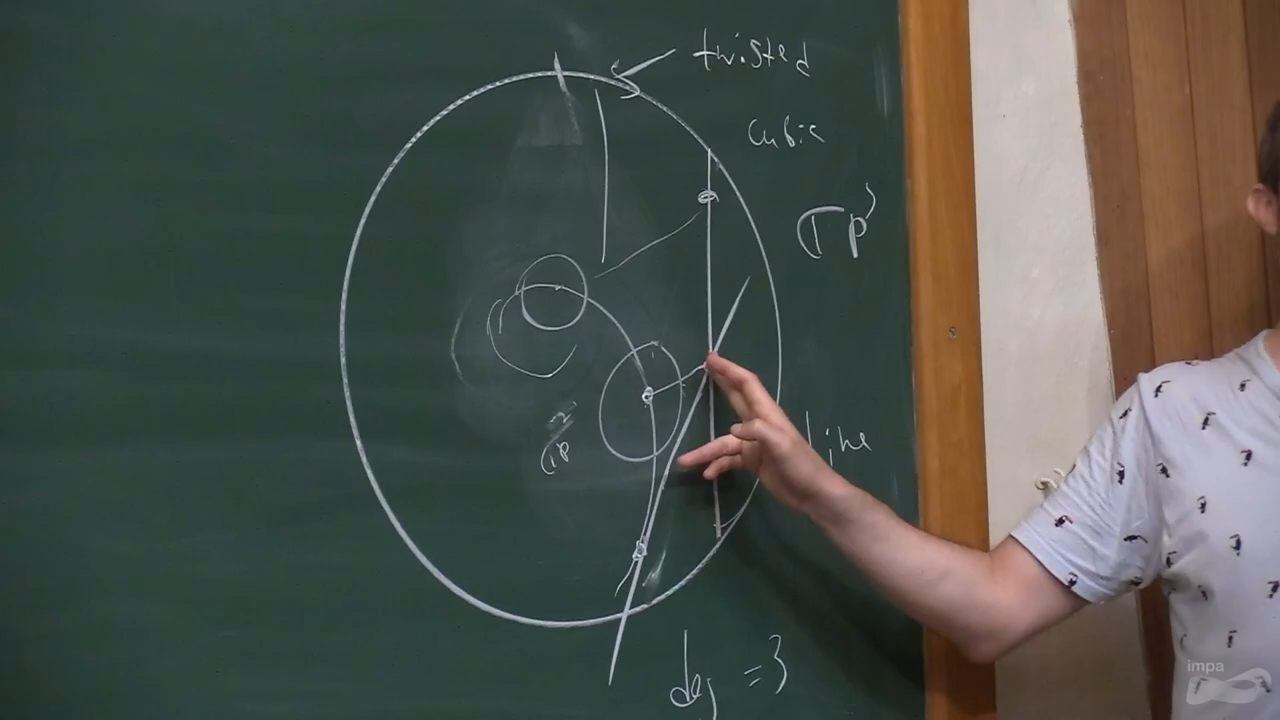 twisted
cubic
CP³
CP²
line
deg = 3
impa